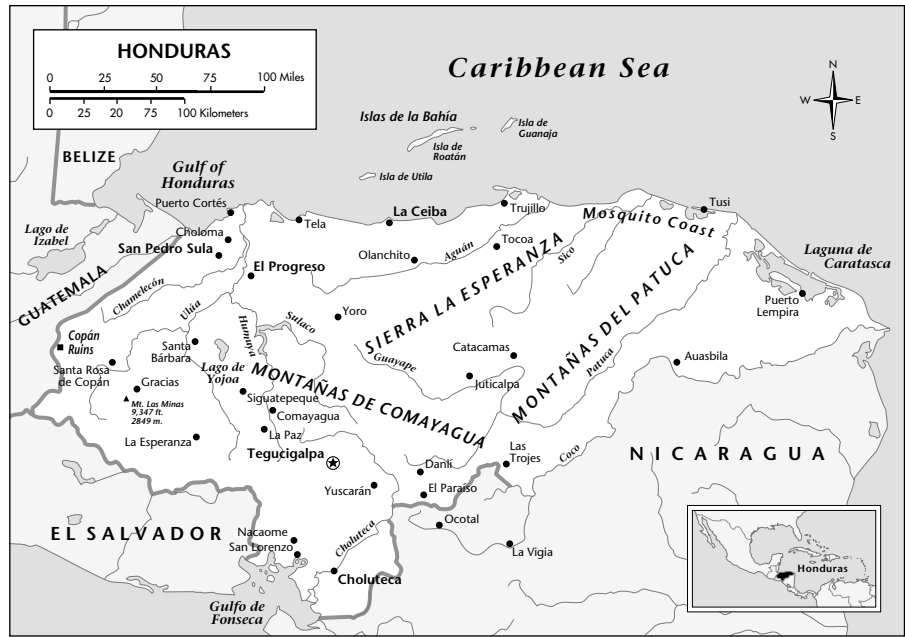 HONDURAS
0 25 50 75 100 Miles
0 25 20 75 100 Kilometers
Caribbean Sea
N
W E
S
Islas de la Bahía
Isla de
Guanaja
Isla de
Roatán
Isla de Utila
BELIZE
Gulf of
Honduras
Puerto Cortés
Lago de
Izabel
Choloma
San Pedro Sula
Tela
La Ceiba
Trujillo
Mosquito Coast
Tusi
Laguna de
Caratasca
Puerto
Lempira
GUATEMALA
El Progreso
Olanchito
Aguán
Tocoa
Sico
Chamelecón
Ulúa
Humuya
Sulaco
Yoro
SIERRA LA ESPERANZA
MONTAÑAS DEL PATUCA
Patuca
Auasbila
Copán
Ruins
Santa Rosa
de Copán
Santa
Bárbara
Lago de
Yojoa
Guayape
Catacamas
Juticalpa
MONTAÑAS DE COMAYAGUA
Gracias
Mt. Las Minas
9,347 ft.
2849 m.
Siguatepeque
Comayagua
La Esperanza
La Paz
Tegucigalpa
Las
Trojes
Coco
NICARAGUA
Danlí
El Paraíso
Yuscarán
Ocotal
La Vigia
EL SALVADOR
Nacaome
San Lorenzo
Choluteca
Choluteca
Gulfo de
Fonseca
Honduras